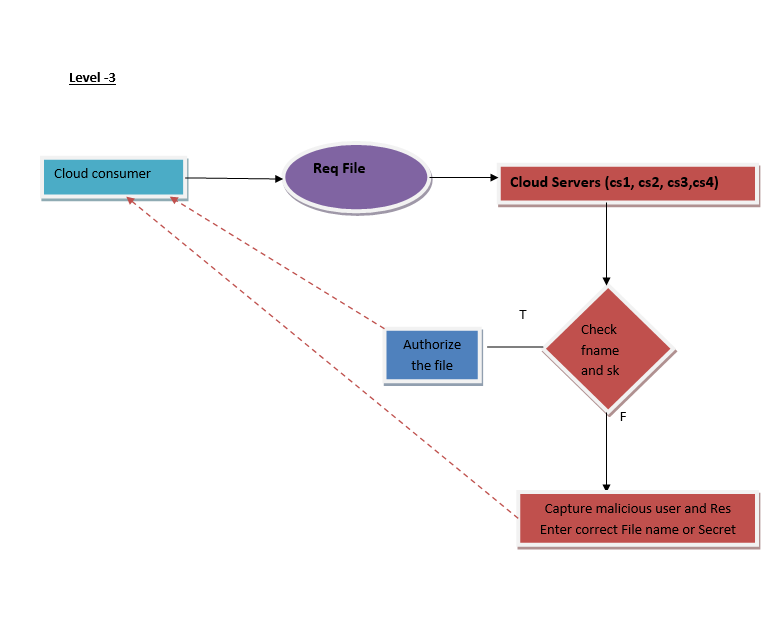 Level -3
Cloud consumer
Req File
Cloud Servers (cs1, cs2, cs3,cs4)
T
Check
fname
and sk
Authorize
the file
F
Capture malicious user and Res
Enter correct File name or Secret